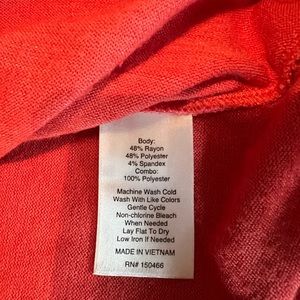 Body:
48% Rayon
48% Polyester
4% Spandex
Combo:
100% Polyester
Machine Wash Cold
Wash With Like Colors
Gentle Cycle
Non-chlorine Bleach
When Needed
Lay Flat To Dry
Low Iron If Needed
MADE IN VIETNAM
RN# 150466